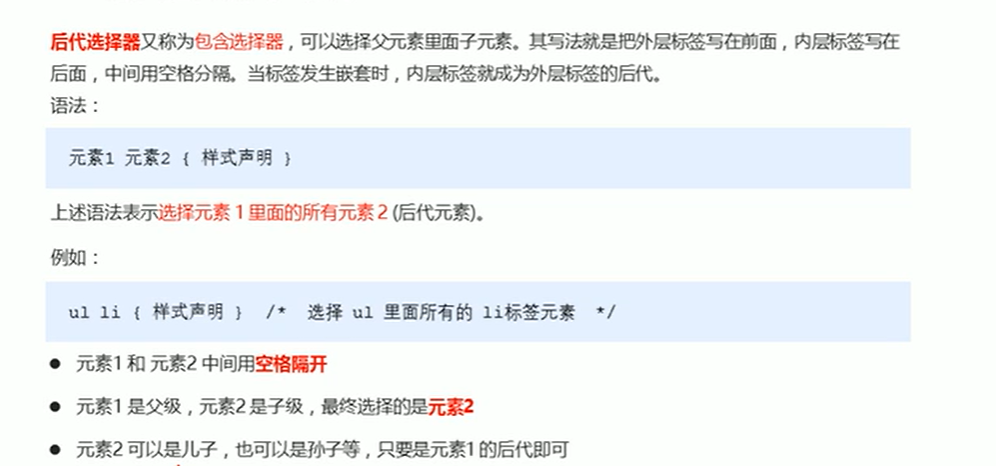 后代选择器又称为包含选择器，可以选择父元素里面子元素。其写法就是把外层标签写在前面，内层标签写在
后面，中间用空格分隔。当标签发生嵌套时，内层标签就成为外层标签的后代。
语法：
元素1 元素2 { 样式声明 }
上述语法表示选择元素 1 里面的所有元素 2 (后代元素)。
例如：
ul li { 样式声明 } /* 选择 ul 里面所有的 li标签元素 */
● 元素1 和 元素2 中间用空格隔开
● 元素1 是父级，元素2 是子级，最终选择的是元素2
● 元素2 可以是儿子，也可以是孙子等，只要是元素1 的后代即可